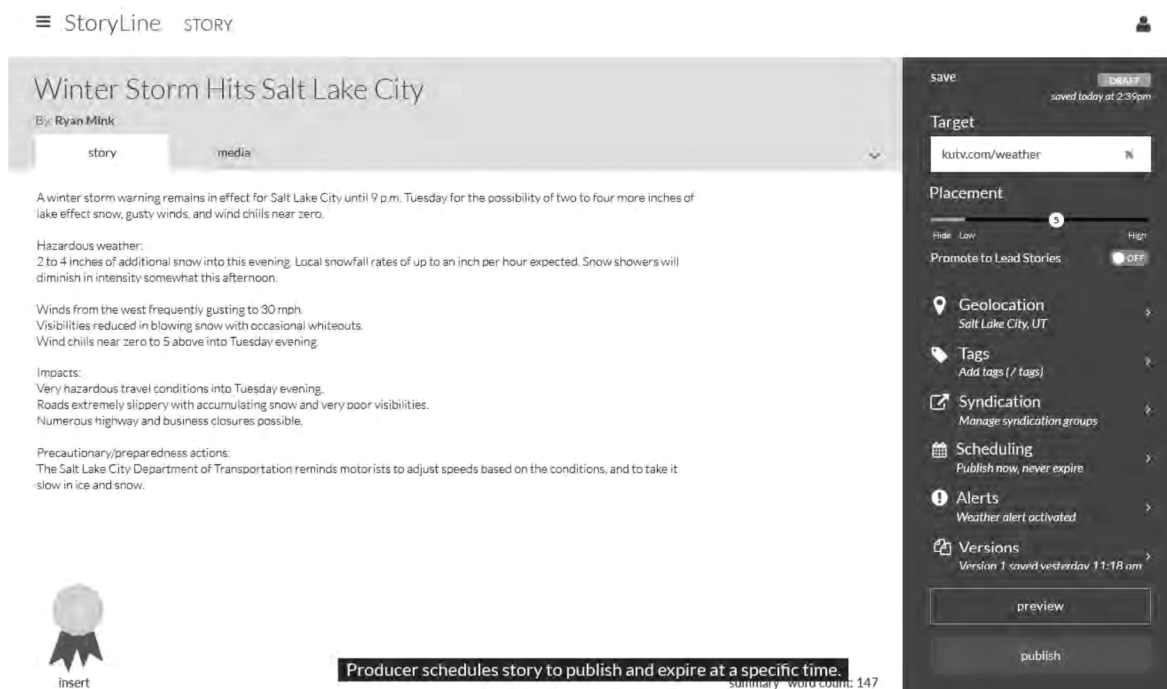 StoryLine STORY
Winter Storm Hits Salt Lake City
By: Ryan Mink
story media
A winter storm warning remains in effect for Salt Lake City until 9 p.m. Tuesday for the possibility of two to four more inches of
lake effect snow, gusty winds, and wind chills near zero.
Hazardous weather:
2 to 4 inches of additional snow into this evening. Local snowfall rates of up to an inch per hour expected. Snow showers will
diminish in intensity somewhat this afternoon.
Winds from the west frequently gusting to 30 mph.
Visibilities reduced in blowing snow with occasional whiteouts.
Wind chills near zero to 5 above into Tuesday evening.
Impacts:
Very hazardous travel conditions into Tuesday evening.
Roads extremely slippery with accumulating snow and very poor visibilities.
Numerous highway and business closures possible.
Precautionary/preparedness actions:
The Salt Lake City Department of Transportation reminds motorists to adjust speeds based on the conditions, and to take it
slow in ice and snow.
insert
Producer schedules story to publish and expire at a specific time.
summary word count: 147
save DRAFT
saved today at 2:39pm
Target
kutv.com/weather
Placement
5
Hide Low High
Promote to Lead Stories OFF
Geolocation
Salt Lake City, UT
Tags
Add tags (7 tags)
Syndication
Manage syndication groups
Scheduling
Publish now, never expire
Alerts
Weather alert activated
Versions
Version 1 saved yesterday 11:18 am
preview
publish